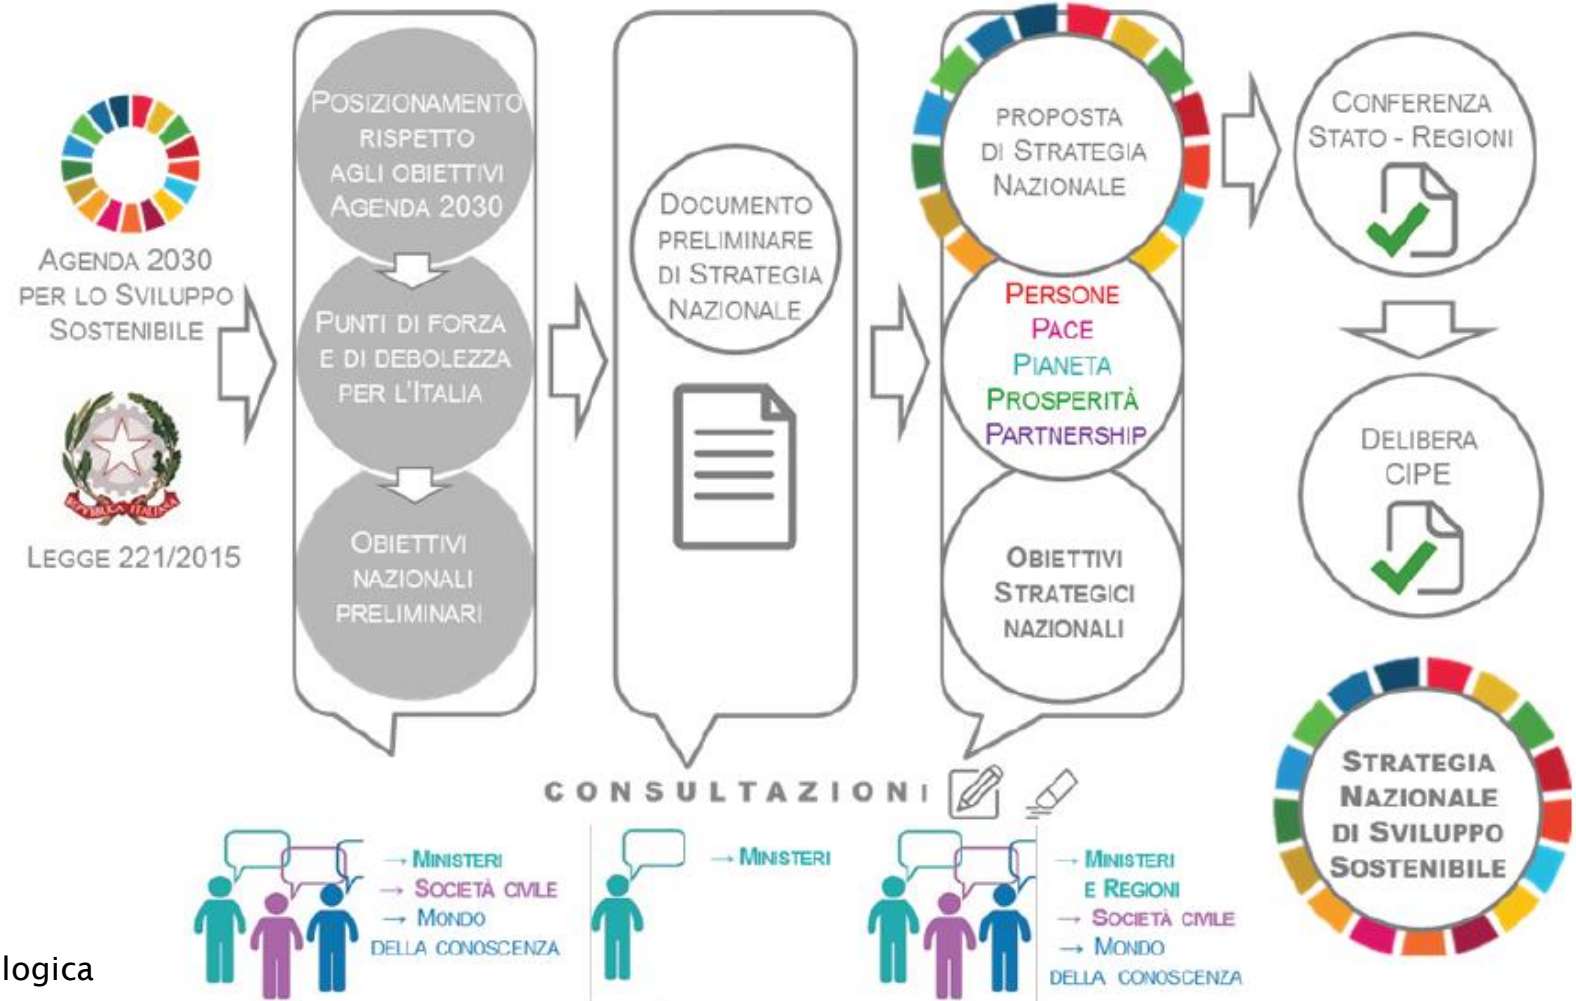 AGENDA 2030
PER LO SVILUPPO
SOSTENIBILE
REPVBBLICA ITALIANA
LEGGE 221/2015
POSIZIONAMENTO
RISPETTO
AGLI OBIETTIVI
AGENDA 2030
PUNTI DI FORZA
E DI DEBOLEZZA
PER L'ITALIA
OBIETTIVI
NAZIONALI
PRELIMINARI
DOCUMENTO
PRELIMINARE
DI STRATEGIA
NAZIONALE
PROPOSTA
DI STRATEGIA
NAZIONALE
PERSONE
PACE
PIANETA
PROSPERITÀ
PARTNERSHIP
OBIETTIVI
STRATEGICI
NAZIONALI
CONFERENZA
STATO - REGIONI
DELIBERA
CIPE
STRATEGIA
NAZIONALE
DI SVILUPPO
SOSTENIBILE
CONSULTAZIONI
→ MINISTERI
→ SOCIETÀ CIVILE
→ MONDO
DELLA CONOSCENZA
→ MINISTERI
→ MINISTERI
E REGIONI
→ SOCIETÀ CIVILE
→ MONDO
DELLA CONOSCENZA
logica